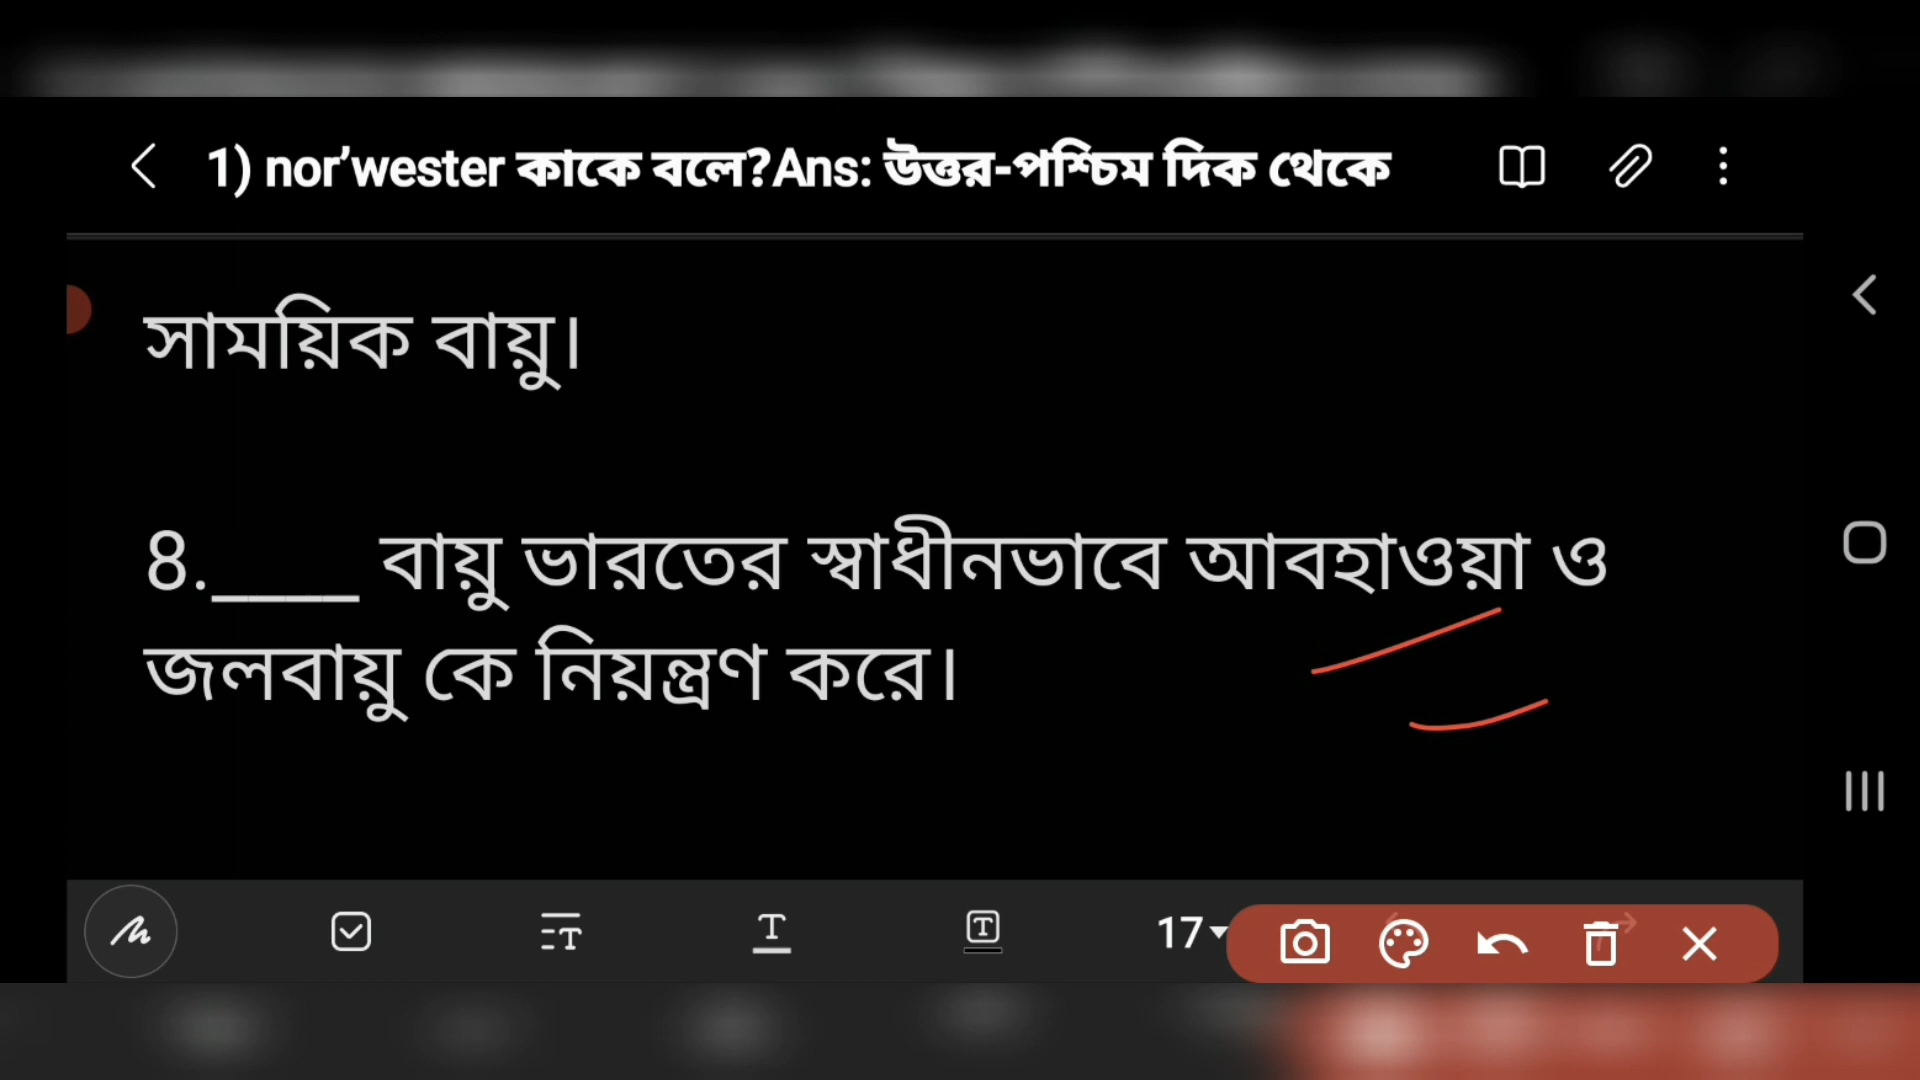 1) nor’wester কাকে বলে?Ans: উত্তর-পশ্চিম দিক থেকে
সাময়িক বায়ু।
8.____ বায়ু ভারতের স্বাধীনভাবে আবহাওয়া ও
জলবায়ু কে নিয়ন্ত্রণ করে।
17